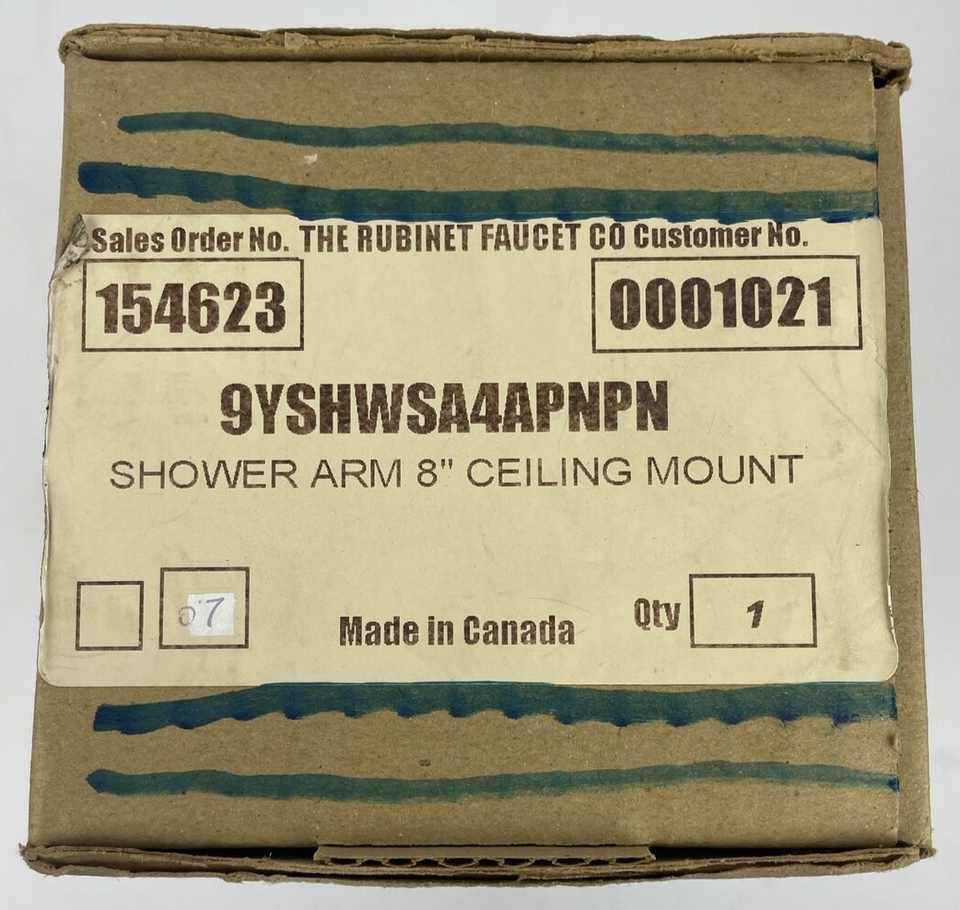 Sales Order No. THE RUBINET FAUCET CO Customer No.
154623 0001021
9YSHWSA4APNPN
SHOWER ARM 8" CEILING MOUNT
07 Made in Canada Qty 1